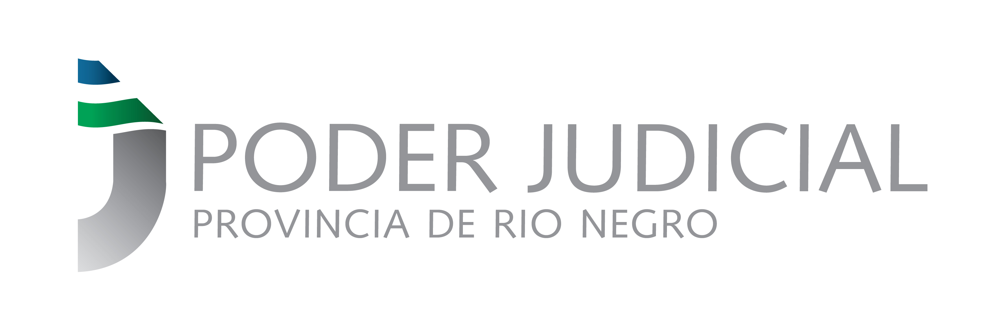 PODER JUDICIAL
PROVINCIA DE RIO NEGRO